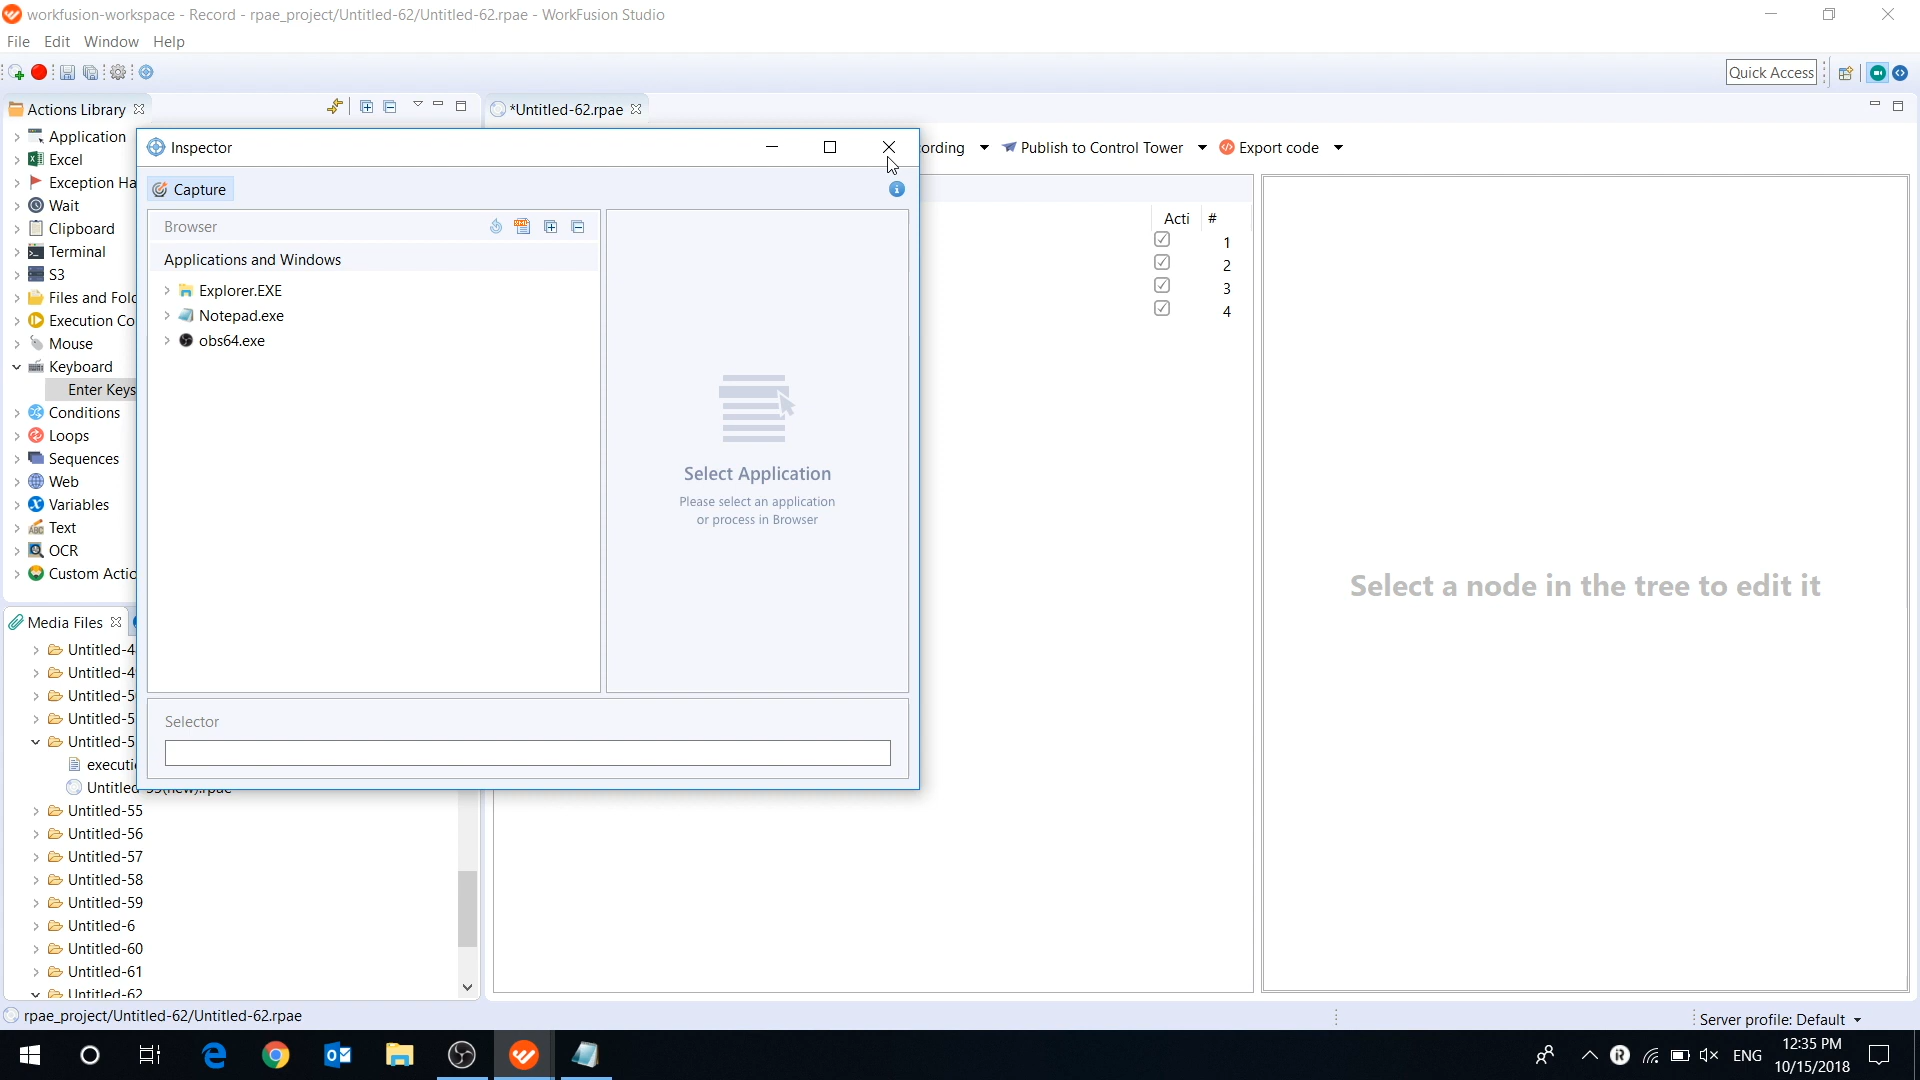 workfusion-workspace - Record - rpae_project/Untitled-62/Untitled-62.rpae - WorkFusion Studio
File Edit Window Help
Quick Access
Actions Library
*Untitled-62.rpae
Application
Excel
Exception Ha
Wait
Clipboard
Terminal
S3
Files and Fol
Execution Co
Mouse
Keyboard
Enter Keys
Conditions
Loops
Sequences
Web
Variables
Text
OCR
Custom Actio
Inspector
Capture
Browser
Applications and Windows
Explorer.EXE
Notepad.exe
obs64.exe
Select Application
Please select an application
or process in Browser
Selector
ording Publish to Control Tower Export code
Acti #
1
2
3
4
Select a node in the tree to edit it
Media Files
Untitled-4
Untitled-4
Untitled-5
Untitled-5
Untitled-5
executi
Untitled
Untitled-55
Untitled-56
Untitled-57
Untitled-58
Untitled-59
Untitled-6
Untitled-60
Untitled-61
Untitled-62
rpae_project/Untitled-62/Untitled-62.rpae
Server profile: Default
ENG
12:35 PM
10/15/2018